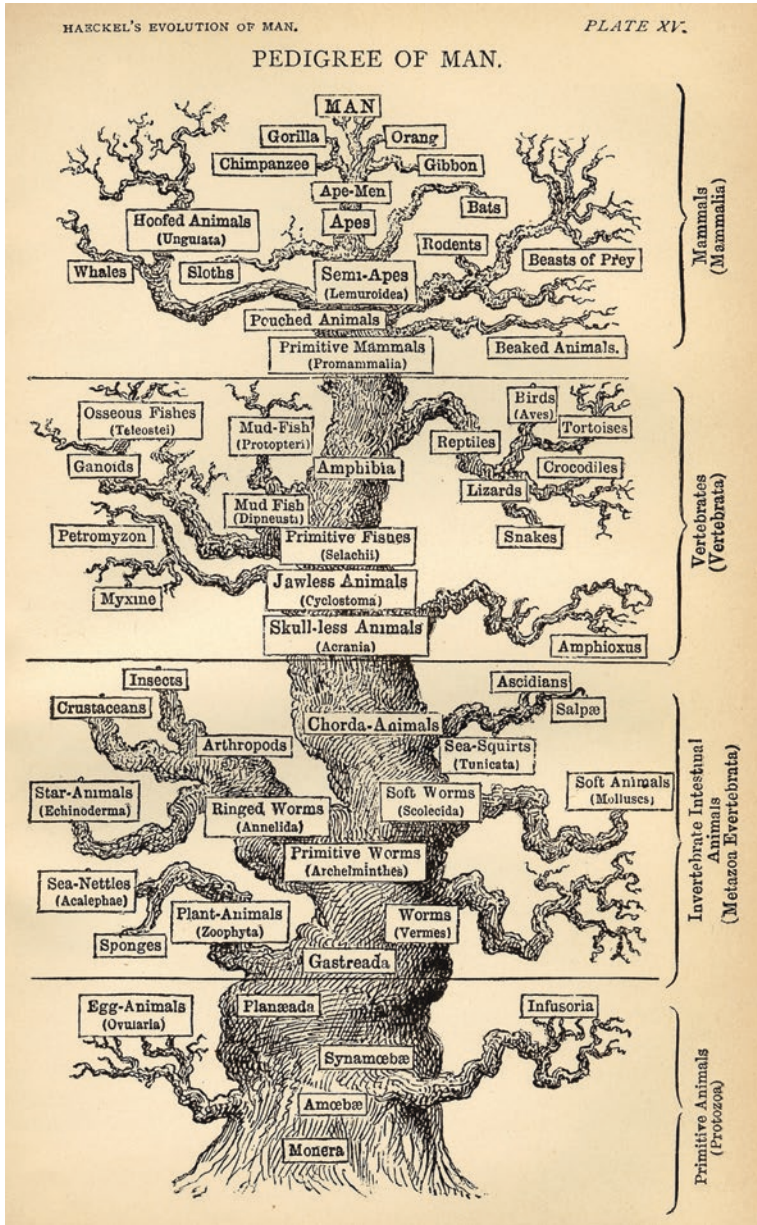 HAECKEL'S EVOLUTION OF MAN.
PLATE XV.
PEDIGREE OF MAN.
MAN
Gorilla
Orang
Chimpanzee
Gibbon
Ape-Men
Bats
Hoofed Animals
(Ungulata)
Apes
Rodents
Beasts of Prey
Whales
Sloths
Semi-Apes
(Lemuroidea)
Pouched Animals
Primitive Mammals
(Promammalia)
Beaked Animals.
Mammals
(Mammalia)
Osseous Fishes
(Teleostei)
Mud-Fish
(Protopteri)
Birds
(Aves)
Tortoises
Reptiles
Ganoids
Amphibia
Crocodiles
Lizards
Mud Fish
(Dipneusti)
Petromyzon
Primitive Fishes
(Selachii)
Snakes
Jawless Animals
(Cyclostoma)
Myxine
Skull-less Animals
(Acrania)
Amphioxus
Vertebrates
(Vertebrata)
Insects
Ascidians
Crustaceans
Salpæ
Chorda-Animals
Arthropods
Sea-Squirts
(Tunicata)
Star-Animals
(Echinoderma)
Ringed Worms
(Annelida)
Soft Worms
(Scolecida)
Soft Animals
(Molluscs)
Primitive Worms
(Archelminthes)
Sea-Nettles
(Acalephae)
Plant-Animals
(Zoophyta)
Worms
(Vermes)
Sponges
Gastreada
Invertebrate Intestinal
Animals
(Metazoa Evertebrata)
Egg-Animals
(Ovularia)
Planæada
Infusoria
Synamœbæ
Amœbæ
Monera
Primitive Animals
(Protozoa)